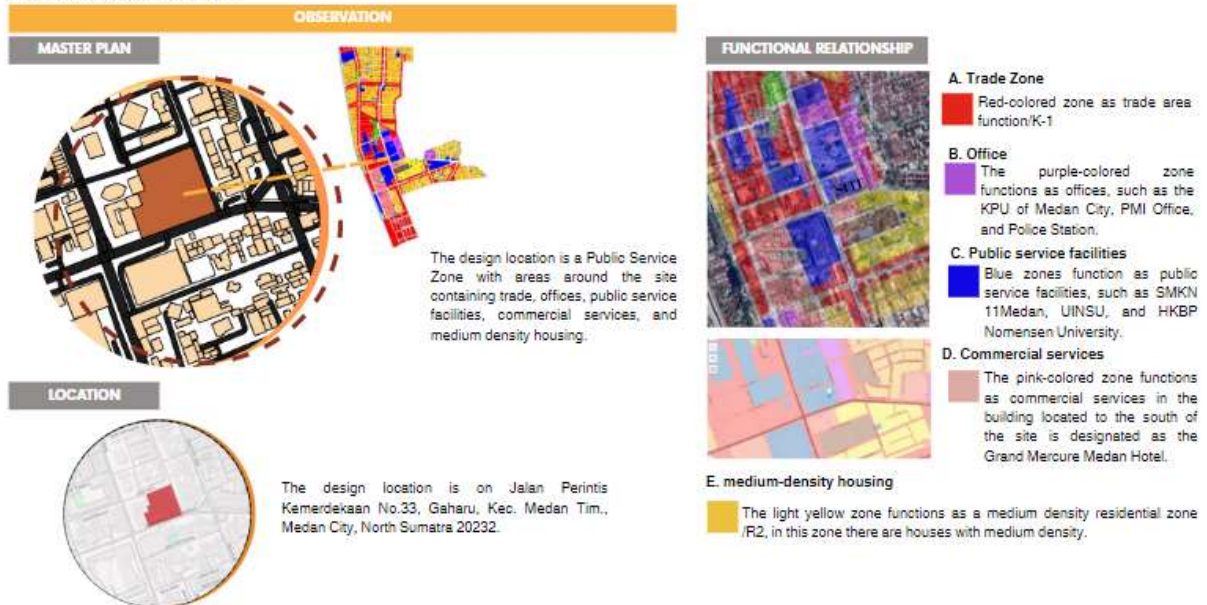 OBSERVATION
MASTER PLAN
The design location is a Public Service
Zone with areas around the site
containing trade, offices, public service
facilities, commercial services, and
medium density housing.
LOCATION
The design location is on Jalan Perintis
Kemerdekaan No.33, Gaharu, Kec. Medan Tim.,
Medan City, North Sumatra 20232.
FUNCTIONAL RELATIONSHIP
A. Trade Zone
Red-colored zone as trade area
function/K-1
B. Office
The purple-colored zone
functions as offices, such as the
KPU of Medan City, PMI Office,
and Police Station.
C. Public service facilities
Blue zones function as public
service facilities, such as SMKN
11Medan, UINSU, and HKBP
Nomensen University.
D. Commercial services
The pink-colored zone functions
as commercial services in the
building located to the south of
the site is designated as the
Grand Mercure Medan Hotel.
E. medium-density housing
The light yellow zone functions as a medium density residential zone
/R2, in this zone there are houses with medium density.